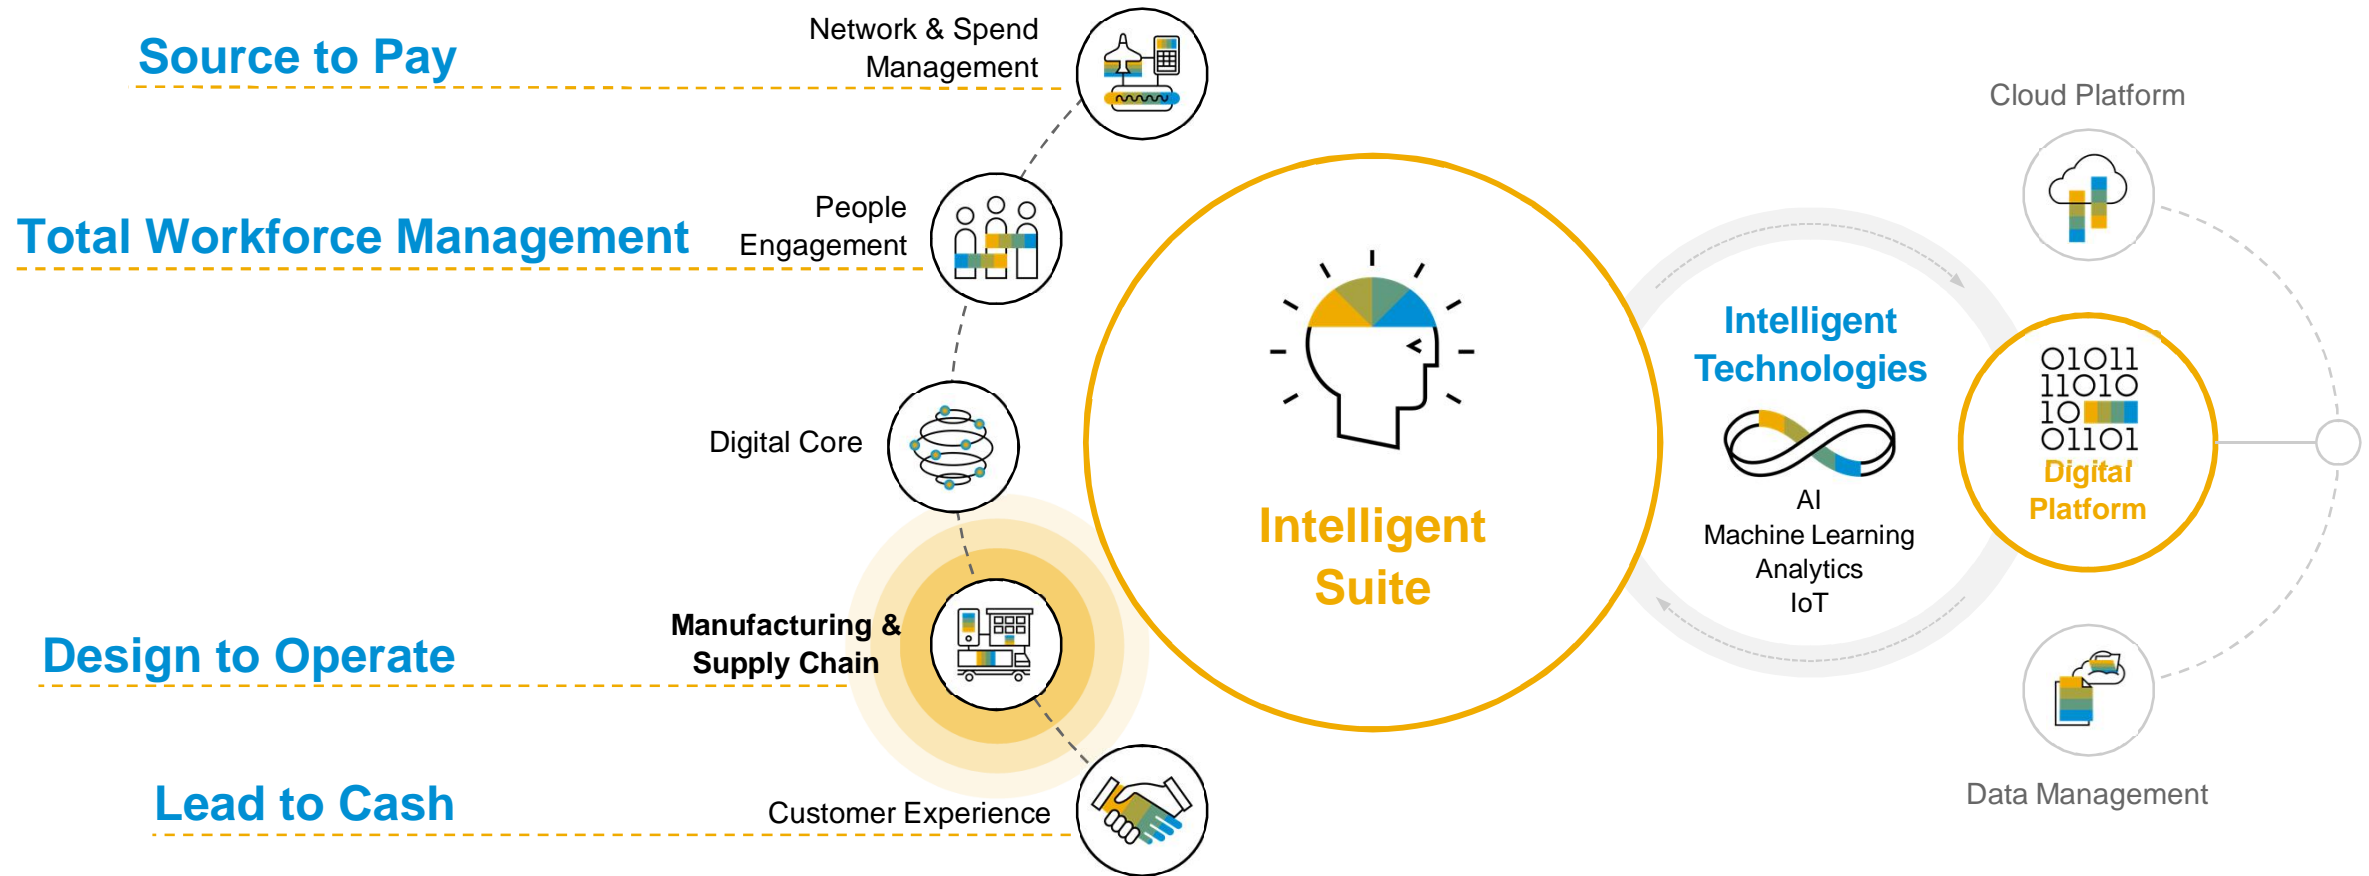 Source to Pay
Network & Spend
Management
Total Workforce Management
People
Engagement
Digital Core
Design to Operate
Manufacturing &
Supply Chain
Lead to Cash
Customer Experience
Intelligent
Suite
Intelligent
Technologies
AI
Machine Learning
Analytics
IoT
Cloud Platform
01011
11010
10
01101
Digital
Platform
Data Management